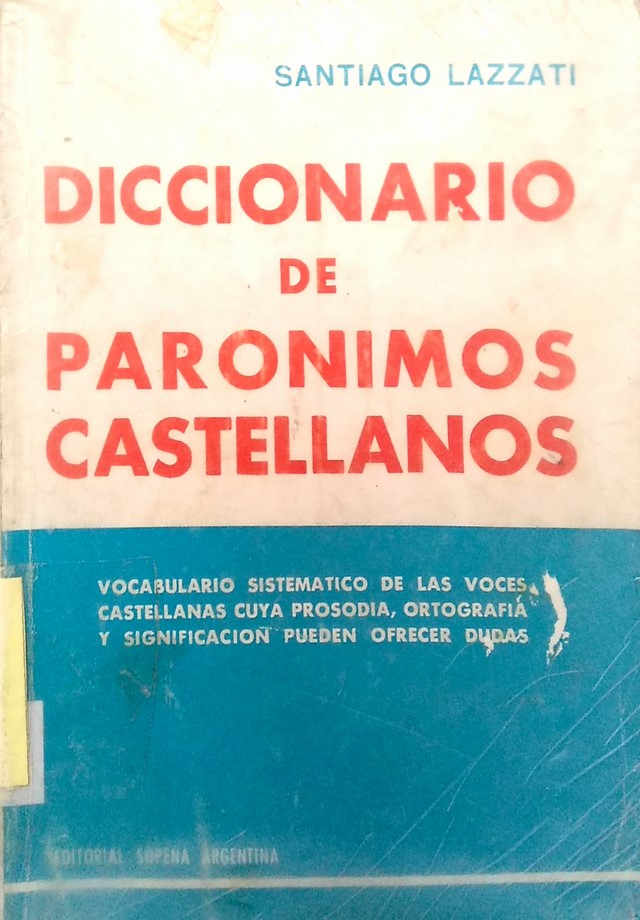 SANTIAGO LAZZATI
DICCIONARIO
DE
PARONIMOS
CASTELLANOS
VOCABULARIO SISTEMATICO DE LAS VOCES
CASTELLANAS CUYA PROSODIA, ORTOGRAFIA
Y SIGNIFICACION PUEDEN OFRECER DUDAS
EDITORIAL SOPENA ARGENTINA